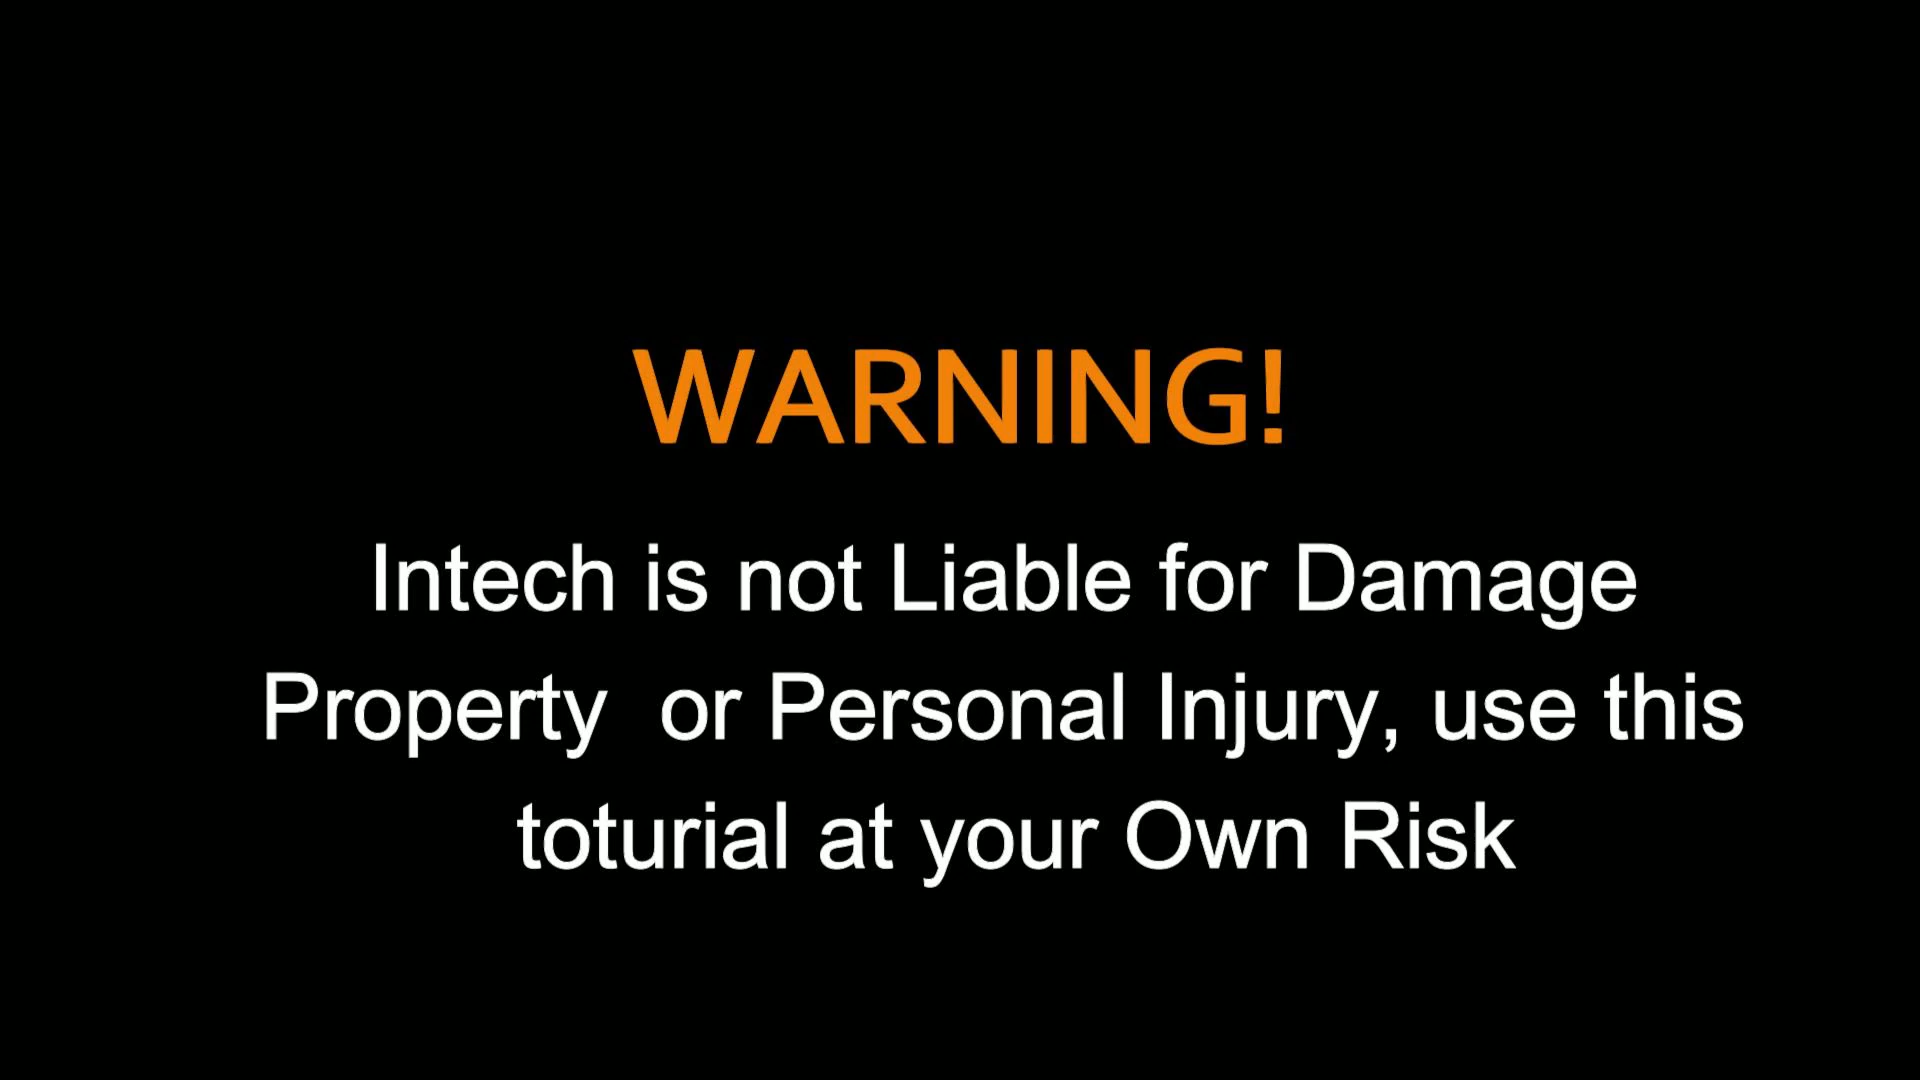 WARNING!
Intech is not Liable for Damage
Property  or Personal Injury, use this
toturial at your Own Risk